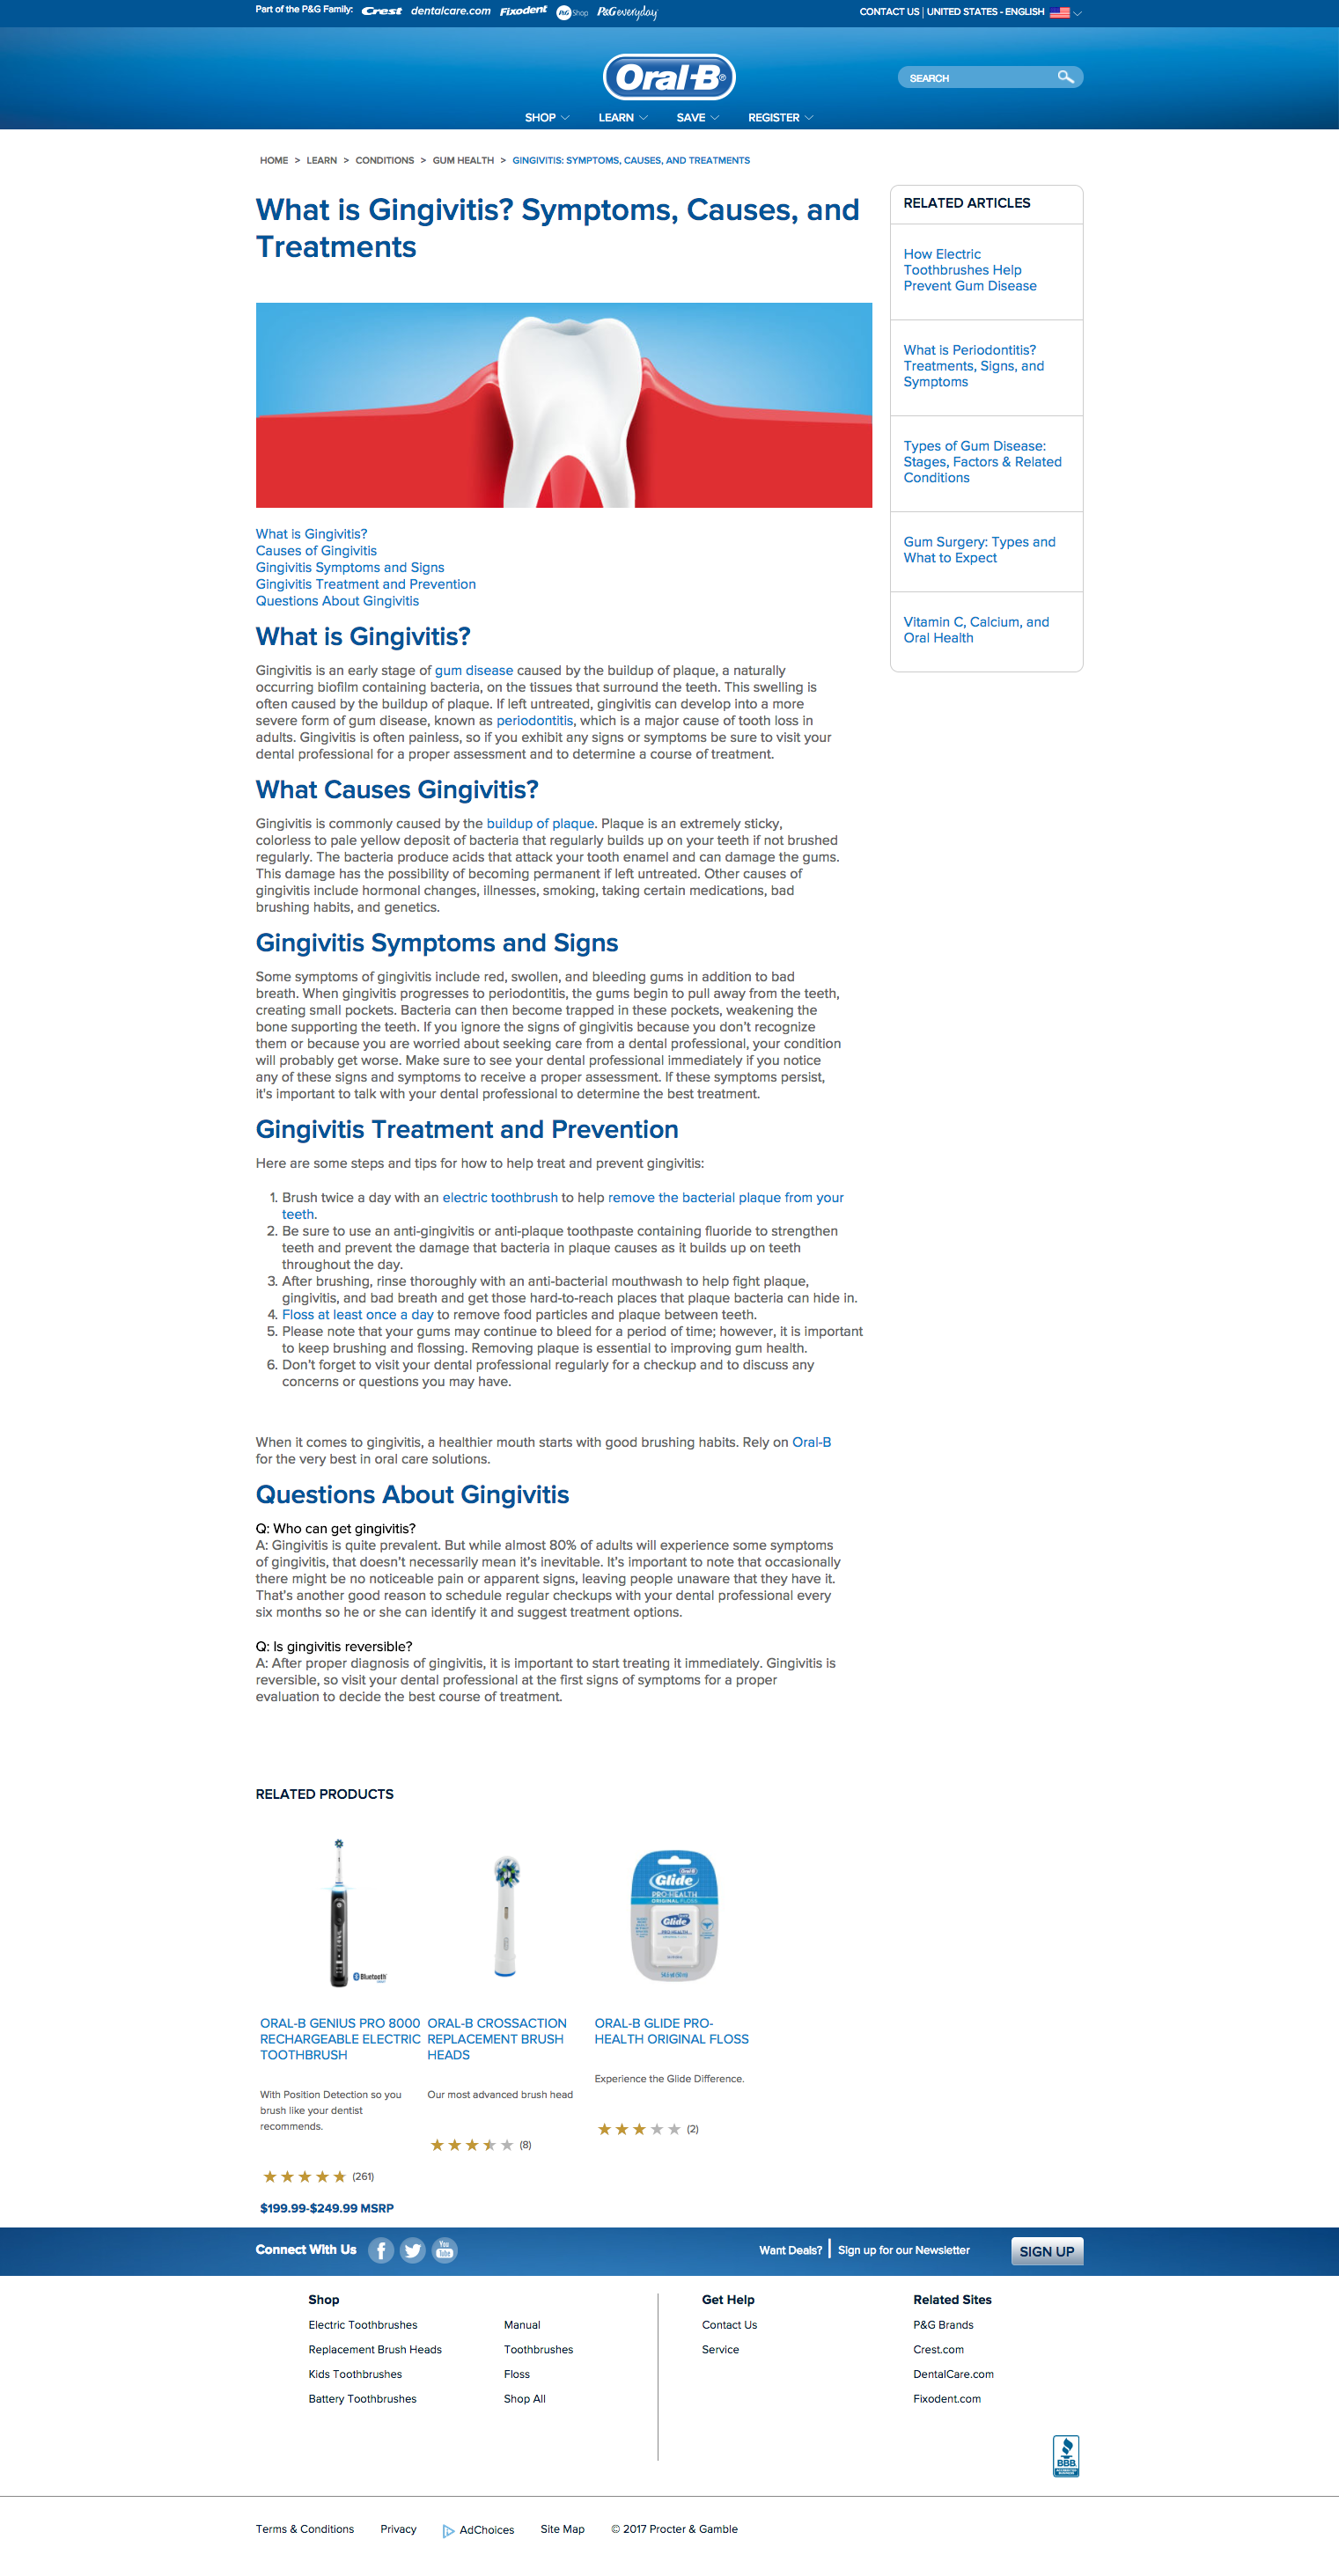 Part of the P&G Family: Crest dentalcare.com Fixodent P&G Shop P&G everyday
CONTACT US | UNITED STATES - ENGLISH
Oral-B®
SEARCH
SHOP LEARN SAVE REGISTER
HOME > LEARN > CONDITIONS > GUM HEALTH > GINGIVITIS: SYMPTOMS, CAUSES, AND TREATMENTS
What is Gingivitis? Symptoms, Causes, and
Treatments
What is Gingivitis?
Causes of Gingivitis
Gingivitis Symptoms and Signs
Gingivitis Treatment and Prevention
Questions About Gingivitis
What is Gingivitis?
Gingivitis is an early stage of gum disease caused by the buildup of plaque, a naturally
occurring biofilm containing bacteria, on the tissues that surround the teeth. This swelling is
often caused by the buildup of plaque. If left untreated, gingivitis can develop into a more
severe form of gum disease, known as periodontitis, which is a major cause of tooth loss in
adults. Gingivitis is often painless, so if you exhibit any signs or symptoms be sure to visit your
dental professional for a proper assessment and to determine a course of treatment.
What Causes Gingivitis?
Gingivitis is commonly caused by the buildup of plaque. Plaque is an extremely sticky,
colorless to pale yellow deposit of bacteria that regularly builds up on your teeth if not brushed
regularly. The bacteria produce acids that attack your tooth enamel and can damage the gums.
This damage has the possibility of becoming permanent if left untreated. Other causes of
gingivitis include hormonal changes, illnesses, smoking, taking certain medications, bad
brushing habits, and genetics.
Gingivitis Symptoms and Signs
Some symptoms of gingivitis include red, swollen, and bleeding gums in addition to bad
breath. When gingivitis progresses to periodontitis, the gums begin to pull away from the teeth,
creating small pockets. Bacteria can then become trapped in these pockets, weakening the
bone supporting the teeth. If you ignore the signs of gingivitis because you don't recognize
them or because you are worried about seeking care from a dental professional, your condition
will probably get worse. Make sure to see your dental professional immediately if you notice
any of these signs and symptoms to receive a proper assessment. If these symptoms persist,
it's important to talk with your dental professional to determine the best treatment.
Gingivitis Treatment and Prevention
Here are some steps and tips for how to help treat and prevent gingivitis:
1. Brush twice a day with an electric toothbrush to help remove the bacterial plaque from your
teeth.
2. Be sure to use an anti-gingivitis or anti-plaque toothpaste containing fluoride to strengthen
teeth and prevent the damage that bacteria in plaque causes as it builds up on teeth
throughout the day.
3. After brushing, rinse thoroughly with an anti-bacterial mouthwash to help fight plaque,
gingivitis, and bad breath and get those hard-to-reach places that plaque bacteria can hide in.
4. Floss at least once a day to remove food particles and plaque between teeth.
5. Please note that your gums may continue to bleed for a period of time; however, it is important
to keep brushing and flossing. Removing plaque is essential to improving gum health.
6. Don't forget to visit your dental professional regularly for a checkup and to discuss any
concerns or questions you may have.
When it comes to gingivitis, a healthier mouth starts with good brushing habits. Rely on Oral-B
for the very best in oral care solutions.
Questions About Gingivitis
Q: Who can get gingivitis?
A: Gingivitis is quite prevalent. But while almost 80% of adults will experience some symptoms
of gingivitis, that doesn't necessarily mean it's inevitable. It's important to note that occasionally
there might be no noticeable pain or apparent signs, leaving people unaware that they have it.
That's another good reason to schedule regular checkups with your dental professional every
six months so he or she can identify it and suggest treatment options.
Q: Is gingivitis reversible?
A: After proper diagnosis of gingivitis, it is important to start treating it immediately. Gingivitis is
reversible, so visit your dental professional at the first signs of symptoms for a proper
evaluation to decide the best course of treatment.
RELATED ARTICLES
How Electric
Toothbrushes Help
Prevent Gum Disease
What is Periodontitis?
Treatments, Signs, and
Symptoms
Types of Gum Disease:
Stages, Factors & Related
Conditions
Gum Surgery: Types and
What to Expect
Vitamin C, Calcium, and
Oral Health
RELATED PRODUCTS
Bluetooth
Oral-B
Glide
PRO-HEALTH
ORIGINAL FLOSS
Glide
PRO-HEALTH
ORAL-B GENIUS PRO 8000
RECHARGEABLE ELECTRIC
TOOTHBRUSH
With Position Detection so you
brush like your dentist
recommends.
(261)
$199.99-$249.99 MSRP
ORAL-B CROSSACTION
REPLACEMENT BRUSH
HEADS
Our most advanced brush head
(8)
ORAL-B GLIDE PRO-
HEALTH ORIGINAL FLOSS
Experience the Glide Difference.
(2)
Connect With Us
You Tube
Want Deals? | Sign up for our Newsletter
SIGN UP
Shop
Electric Toothbrushes
Replacement Brush Heads
Kids Toothbrushes
Battery Toothbrushes
Manual
Toothbrushes
Floss
Shop All
Get Help
Contact Us
Service
Related Sites
P&G Brands
Crest.com
DentalCare.com
Fixodent.com
BBB
Terms & Conditions Privacy AdChoices Site Map © 2017 Procter & Gamble